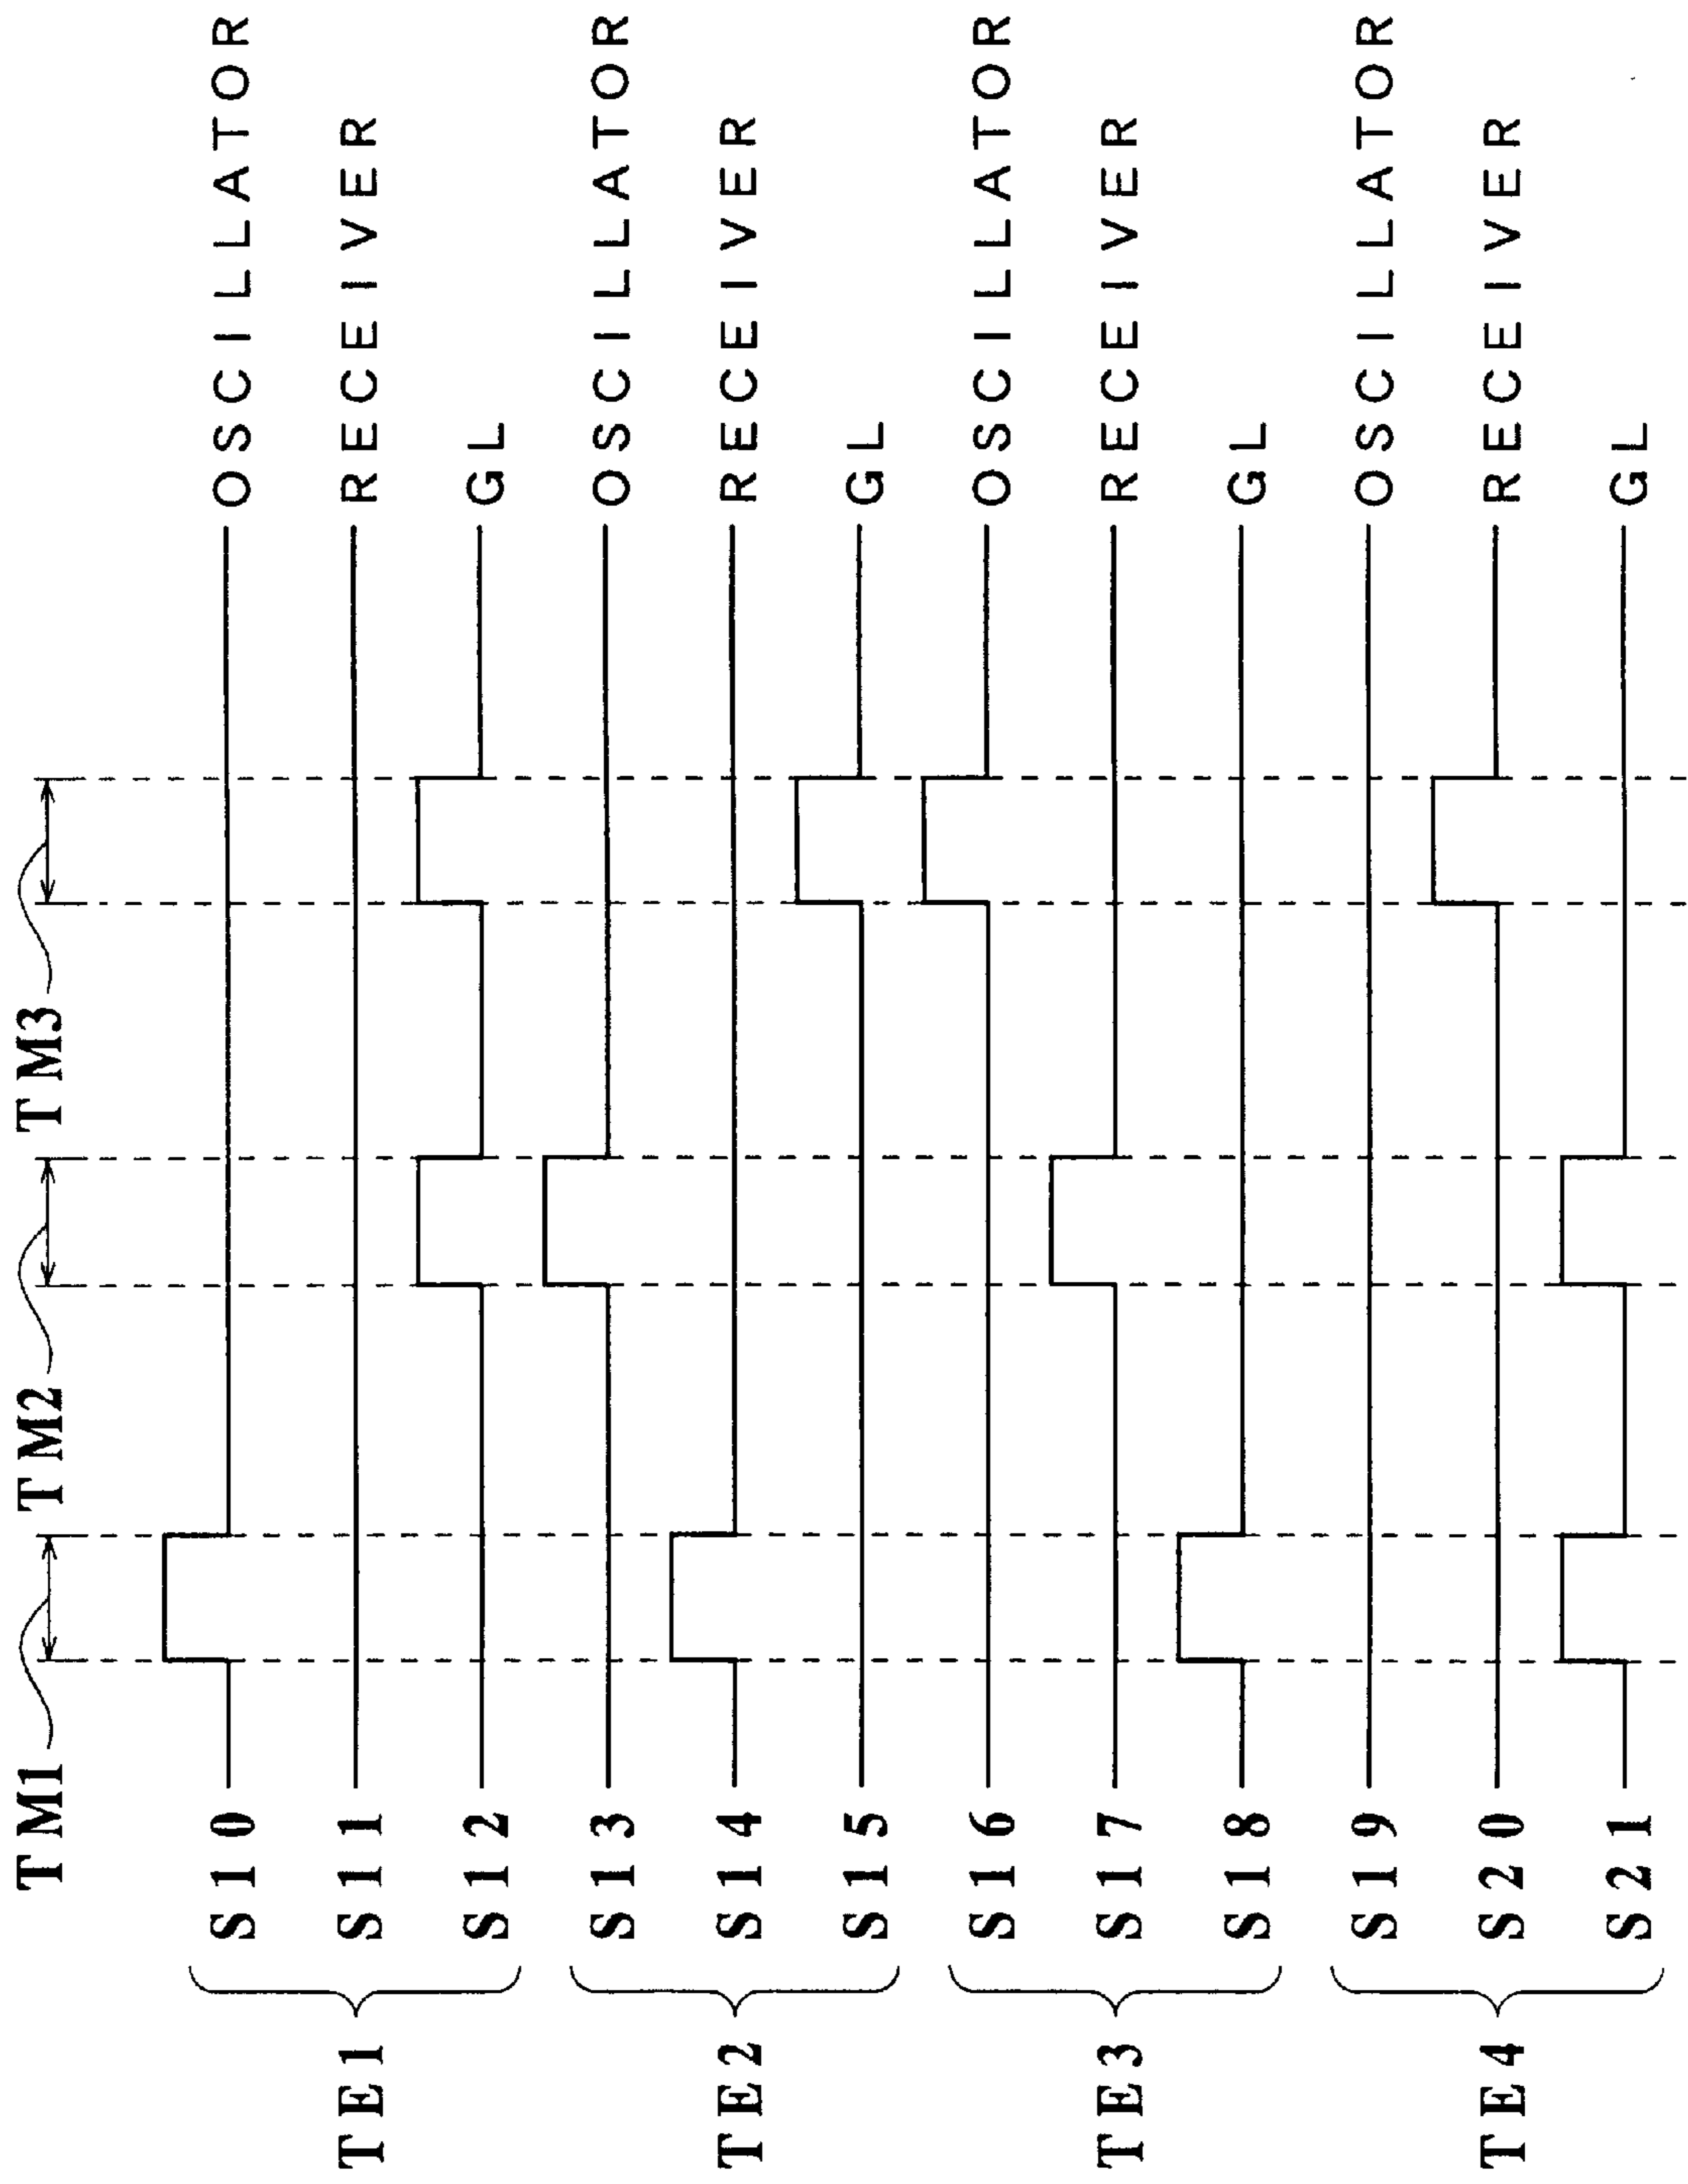 TM1 TM2 TM3
TE1
S10 OSCILLATOR
S11 RECEIVER
S12 GL
TE2
S13 OSCILLATOR
S14 RECEIVER
S15 GL
TE3
S16 OSCILLATOR
S17 RECEIVER
S18 GL
TE4
S19 OSCILLATOR
S20 RECEIVER
S21 GL